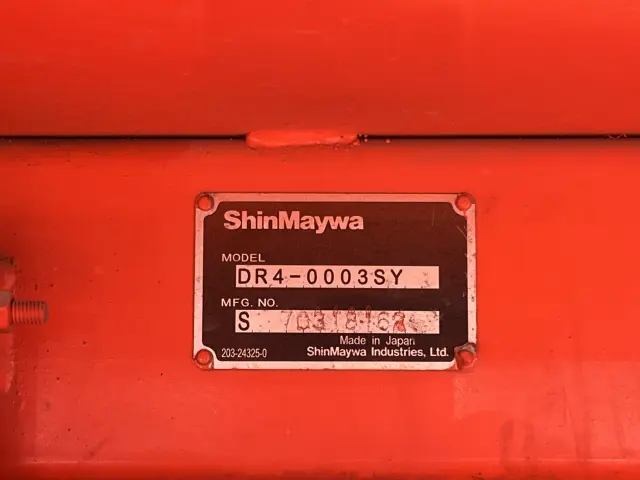 ShinMaywa
MODEL
DR4-0003SY
MFG. NO.
S
Made in Japan
203-24325-0 ShinMaywa Industries, Ltd.